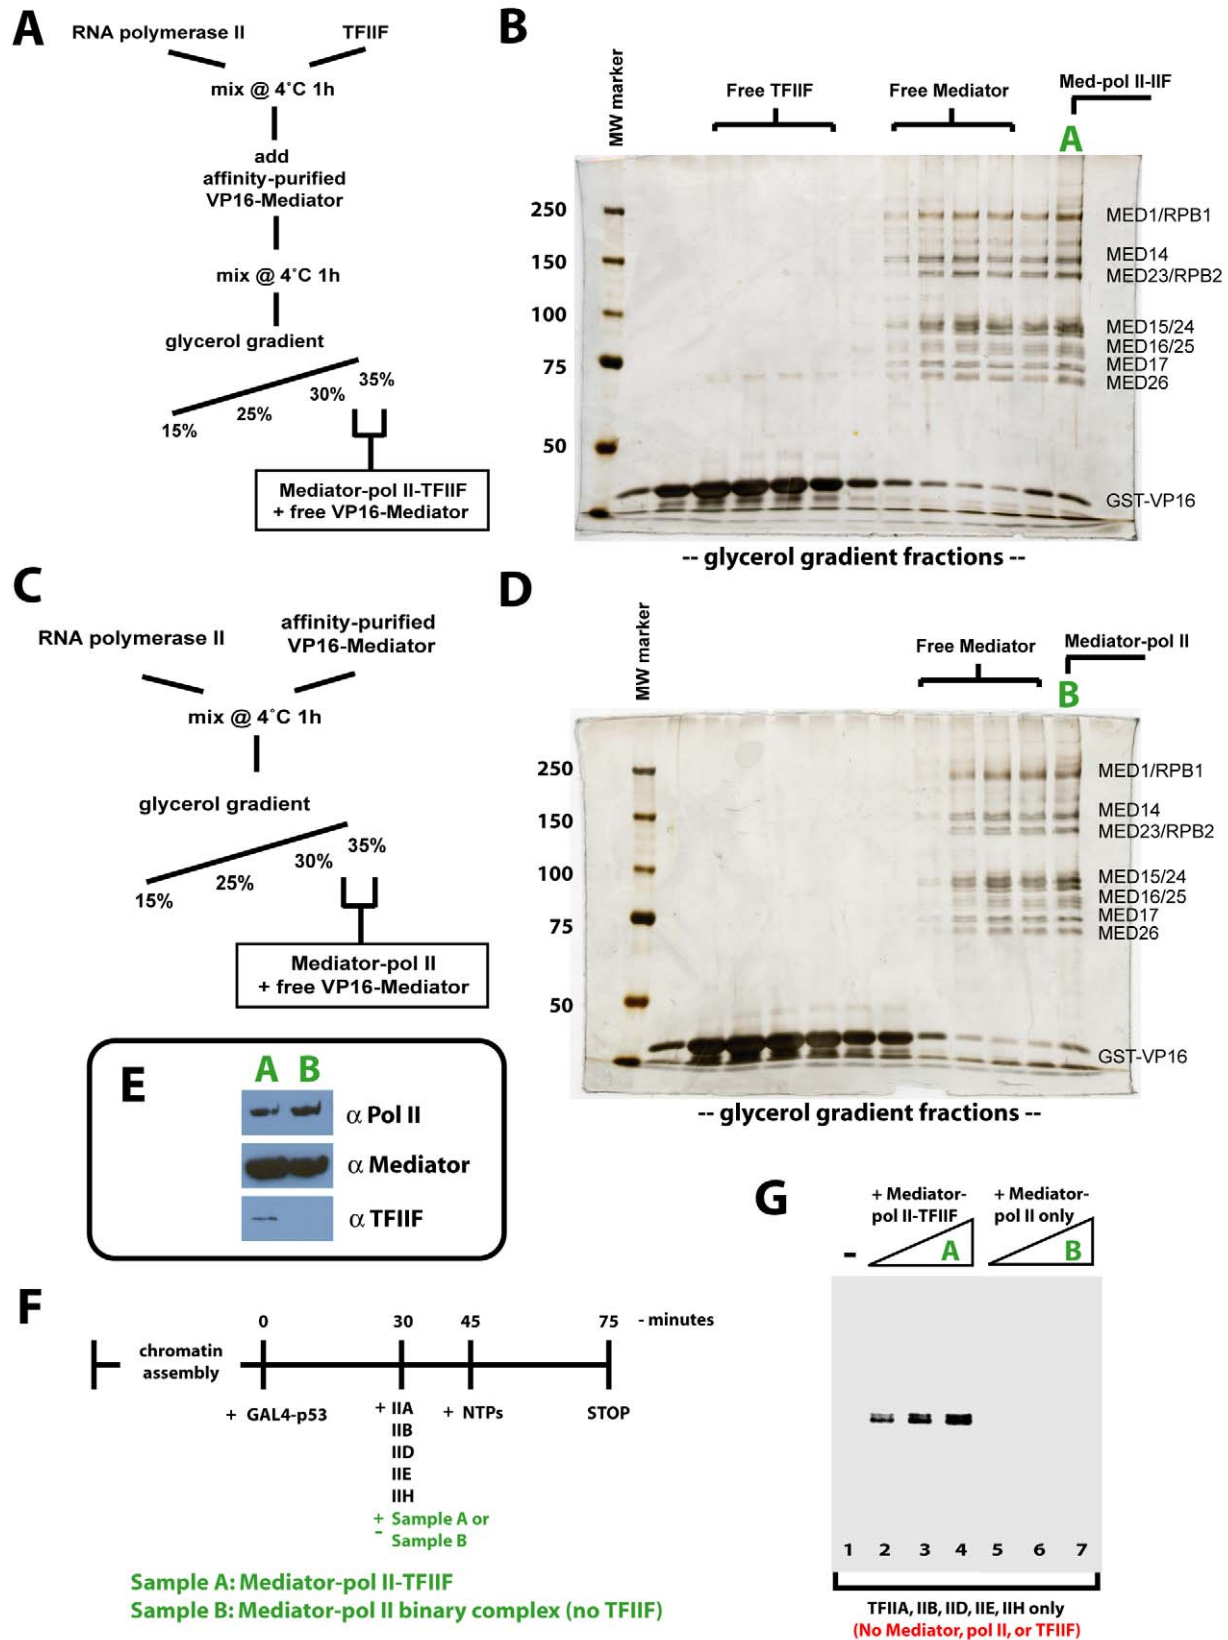 A
RNA polymerase II
TFIIF
mix @ 4°C 1h
add
affinity-purified
VP16-Mediator
mix @ 4°C 1h
glycerol gradient
15%
25%
30%
35%
Mediator-pol II-TFIIF
+ free VP16-Mediator
B
MW marker
Free TFIIF
Free Mediator
Med-pol II-IIF
A
250
150
100
75
50
MED1/RPB1
MED14
MED23/RPB2
MED15/24
MED16/25
MED17
MED26
GST-VP16
-- glycerol gradient fractions --
C
RNA polymerase II
affinity-purified
VP16-Mediator
mix @ 4°C 1h
glycerol gradient
15%
25%
30%
35%
Mediator-pol II
+ free VP16-Mediator
D
MW marker
Free Mediator
Mediator-pol II
B
250
150
100
75
50
MED1/RPB1
MED14
MED23/RPB2
MED15/24
MED16/25
MED17
MED26
GST-VP16
-- glycerol gradient fractions --
E
A B
α Pol II
α Mediator
α TFIIF
F
0 30 45 75 - minutes
chromatin
assembly
+ GAL4-p53
+ IIA
IIB
IID
IIE
IIH
+ NTPs
STOP
+
-
Sample A or
Sample B
Sample A: Mediator-pol II-TFIIF
Sample B: Mediator-pol II binary complex (no TFIIF)
G
+ Mediator-
pol II-TFIIF
+ Mediator-
pol II only
-
A
B
1 2 3 4 5 6 7
TFIIA, IIB, IID, IIE, IIH only
(No Mediator, pol II, or TFIIF)